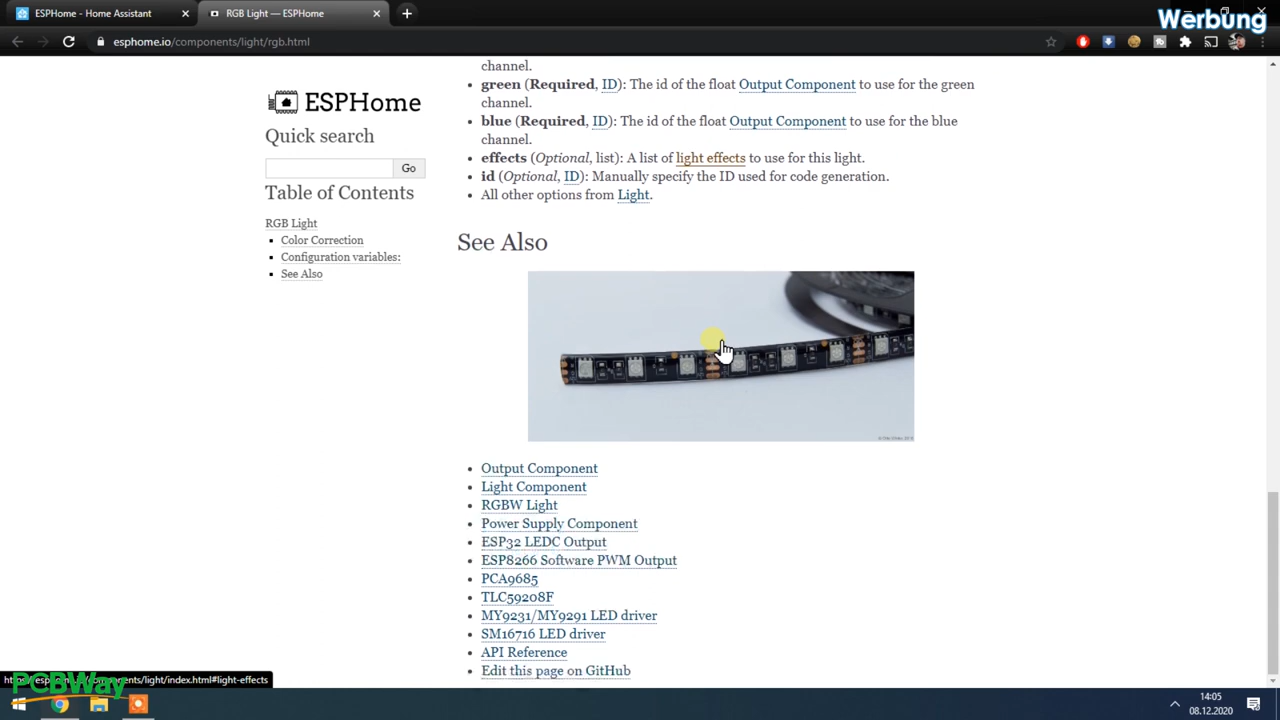 ESPHome - Home Assistant
RGB Light — ESPHome
Werbung
esphome.io/components/light/rgb.html
ESPHome
Quick search
Go
Table of Contents
RGB Light
Color Correction
Configuration variables:
See Also
channel.
green (Required, ID): The id of the float Output Component to use for the green
channel.
blue (Required, ID): The id of the float Output Component to use for the blue
channel.
effects (Optional, list): A list of light effects to use for this light.
id (Optional, ID): Manually specify the ID used for code generation.
All other options from Light.
See Also
Output Component
Light Component
RGBW Light
Power Supply Component
ESP32 LEDC Output
ESP8266 Software PWM Output
PCA9685
TLC59208F
MY9231/MY9291 LED driver
SM16716 LED driver
API Reference
Edit this page on GitHub
PCBWay
14:05
08.12.2020